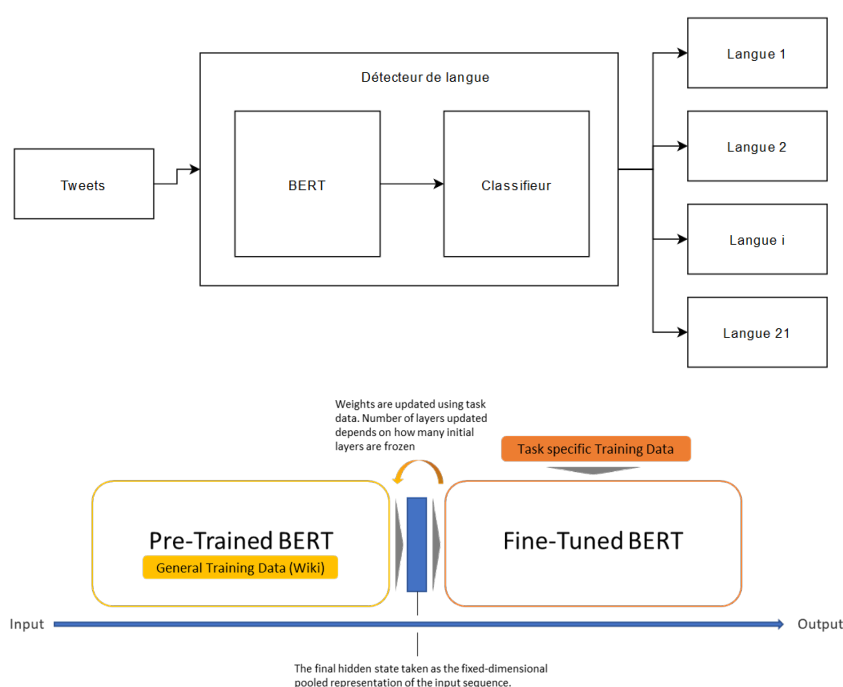 Détecteur de langue
Tweets
BERT
Classifieur
Langue 1
Langue 2
Langue i
Langue 21
Weights are updated using task
data. Number of layers updated
depends on how many initial
layers are frozen
Task specific Training Data
Pre-Trained BERT
General Training Data (Wiki)
Fine-Tuned BERT
Input
Output
The final hidden state taken as the fixed-dimensional
pooled representation of the input sequence.